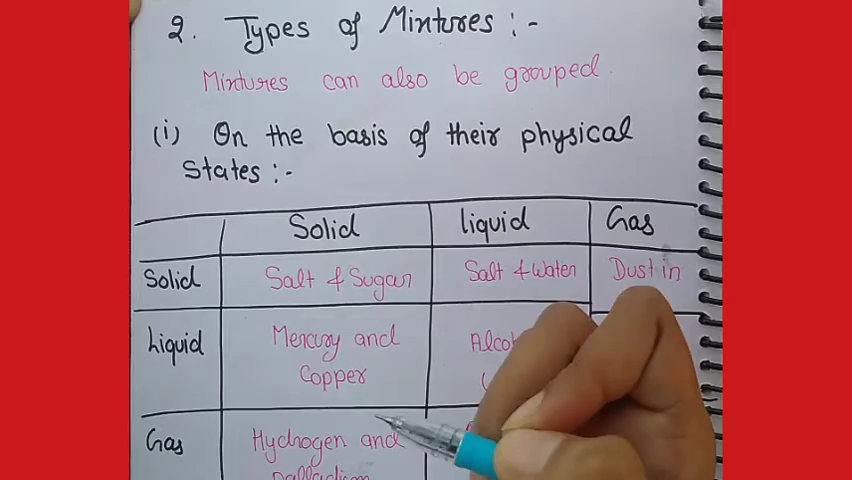 2. Types of Mixtures :-
Mixtures can also be grouped
(i) On the basis of their physical
States :-
Solid liquid Gas
Solid Salt & Sugar Salt & Water Dust in
Liquid Mercury and
Copper
Gas Hydrogen and
Palladium